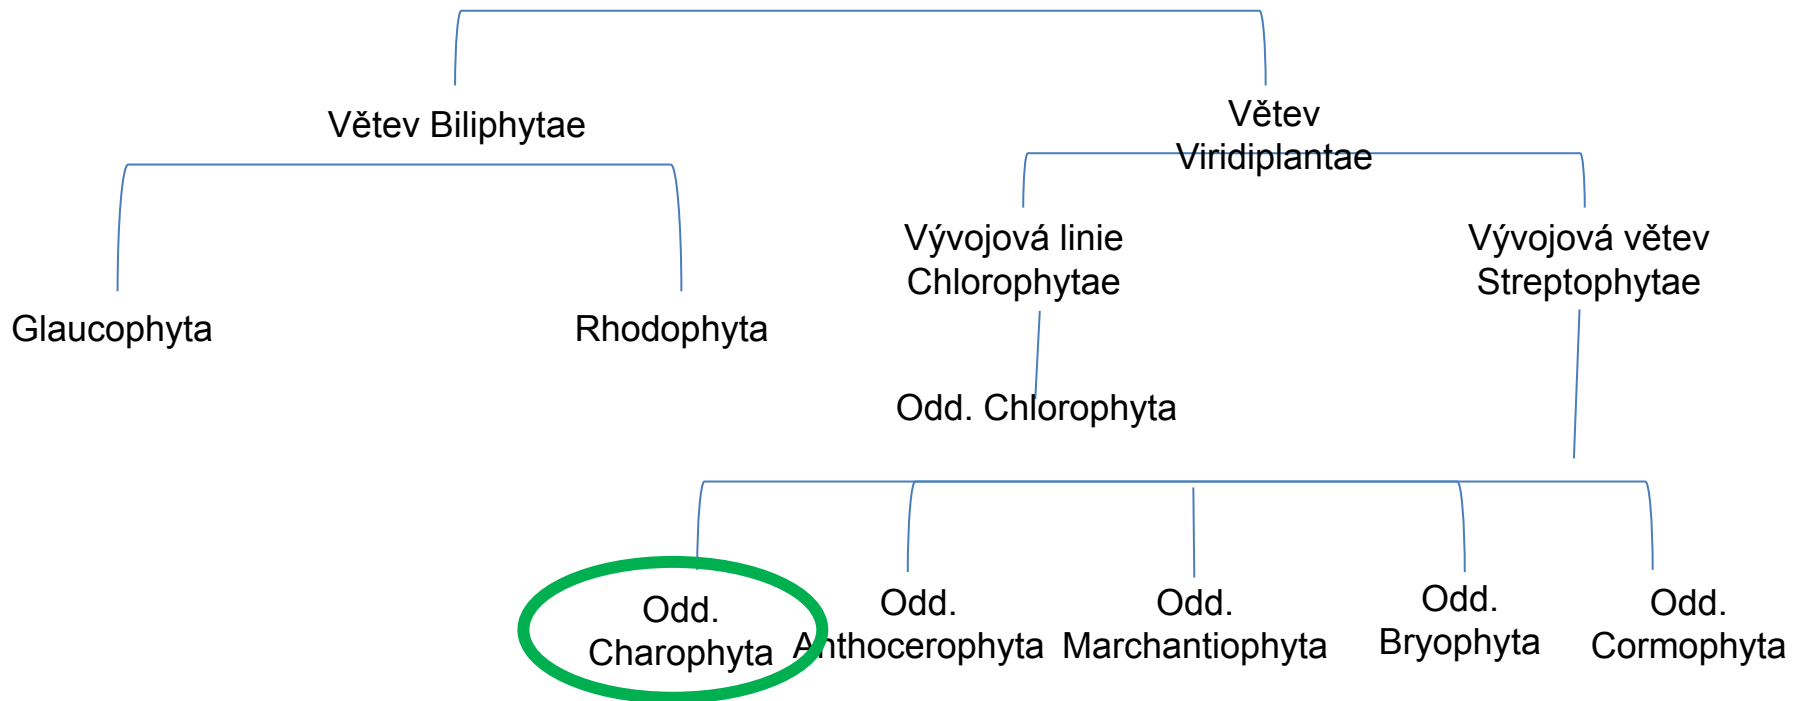 Větev Biliphytae
Větev
Viridiplantae
Vývojová linie
Chlorophytae
Vývojová větev
Streptophytae
Glaucophyta
Rhodophyta
Odd. Chlorophyta
Odd.
Charophyta
Odd.
Anthocerophyta
Odd.
Marchantiophyta
Odd.
Bryophyta
Odd.
Cormophyta